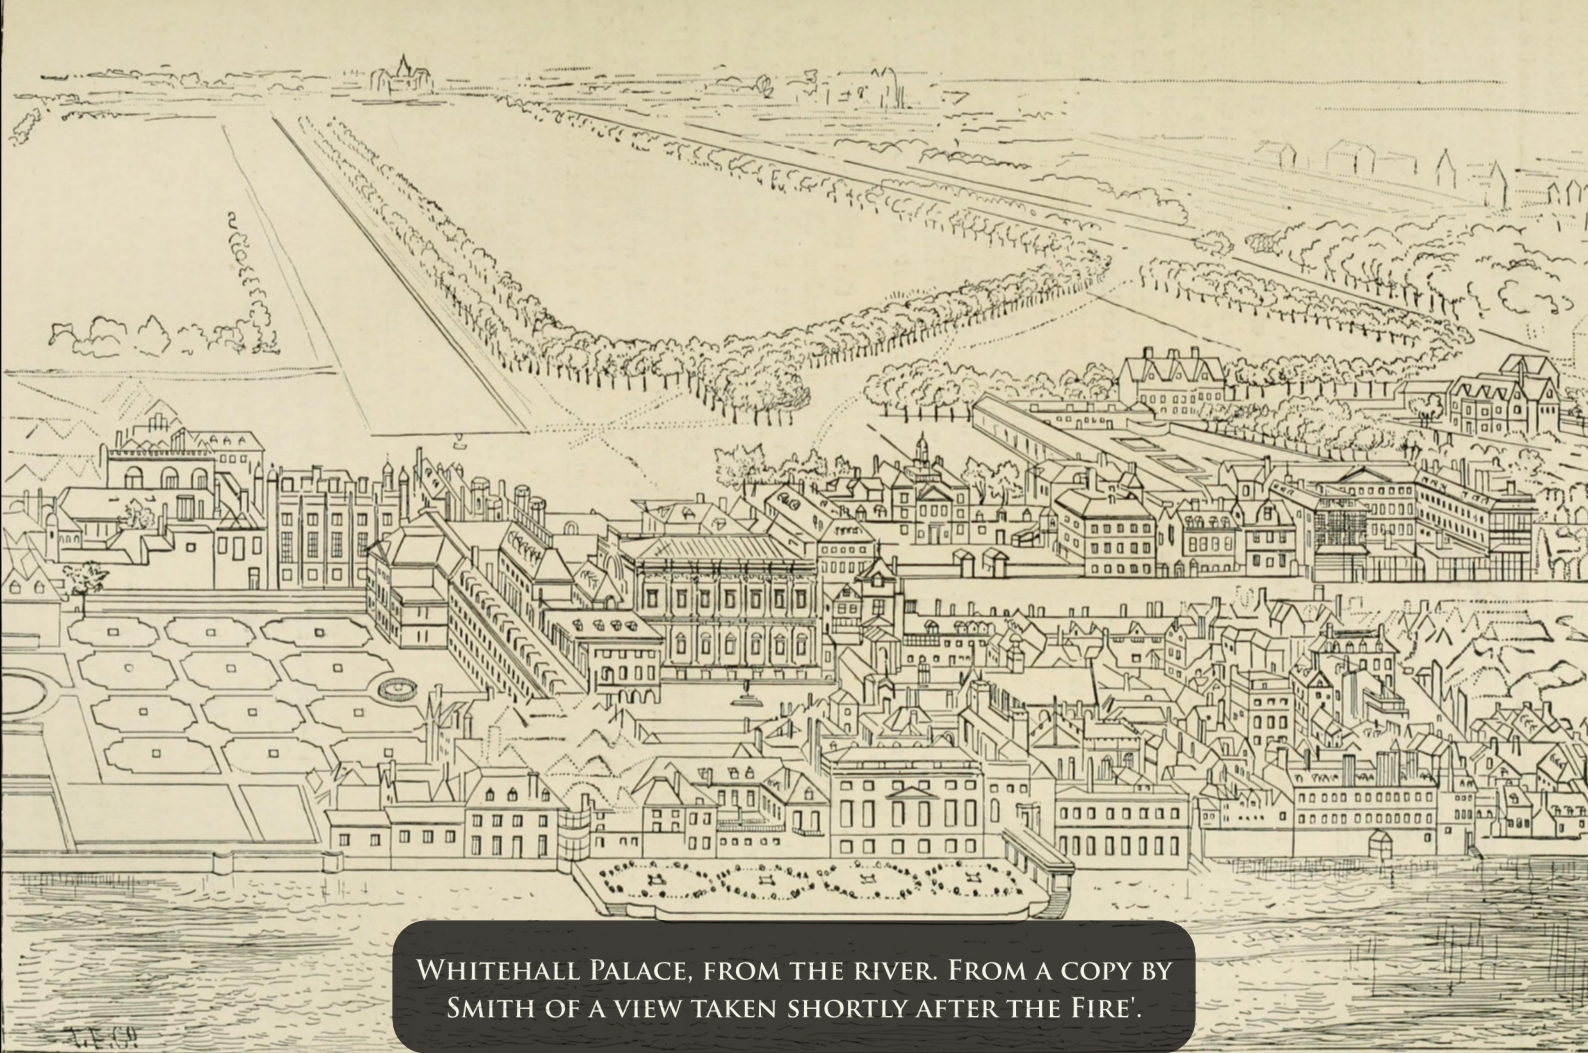 Whitehall Palace, from the river. From a copy by
Smith of a view taken shortly after the Fire'.